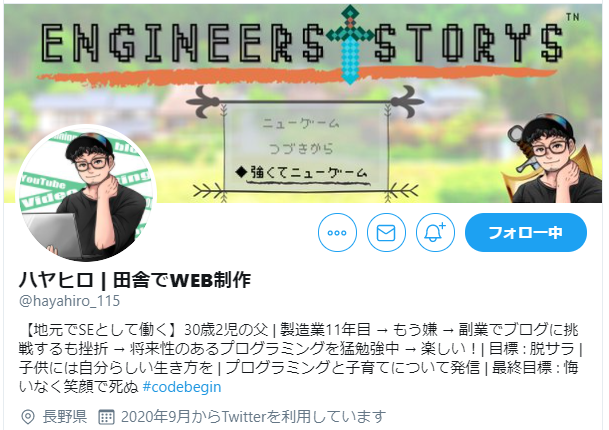 ENGINEERS STORYS TN
ニューゲーム
つづきから
◆強くてニューゲーム
YouTube
Video
blo
フォロー中
ハヤヒロ | 田舎でWEB制作
@hayahiro_115
【地元でSEとして働く】30歳2児の父 | 製造業11年目 → もう嫌 → 副業でブログに挑
戦するも挫折 → 将来性のあるプログラミングを猛勉強中 → 楽しい！| 目標 : 脱サラ |
子供には自分らしい生き方を | プログラミングと子育てについて発信 | 最終目標 : 悔
いなく笑顔で死ぬ #codebegin
長野県 2020年9月からTwitterを利用しています